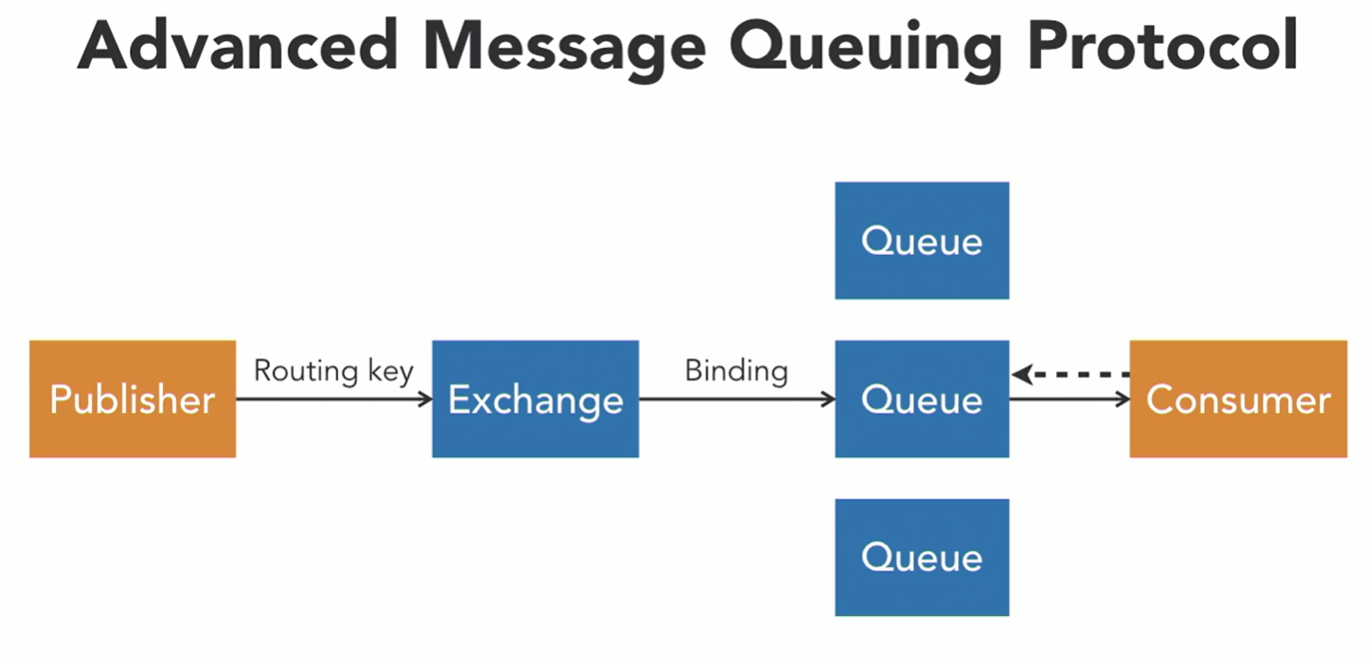 Advanced Message Queuing Protocol
Queue
Publisher
Routing key
Exchange
Binding
Queue
Consumer
Queue